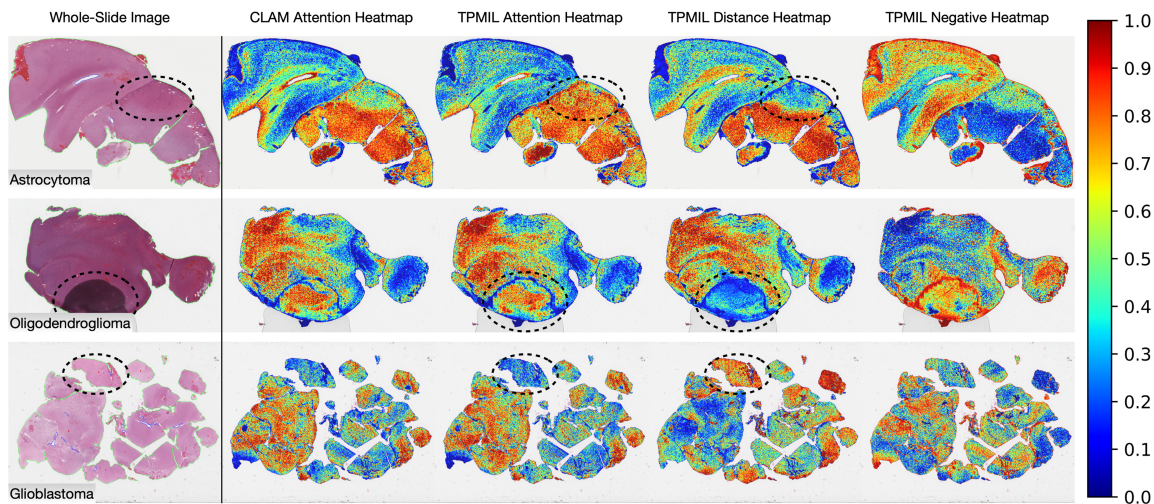 Whole-Slide Image
CLAM Attention Heatmap
TPMIL Attention Heatmap
TPMIL Distance Heatmap
TPMIL Negative Heatmap
Astrocytoma
Oligodendroglioma
Glioblastoma
1.0
0.9
0.8
0.7
0.6
0.5
0.4
0.3
0.2
0.1
0.0